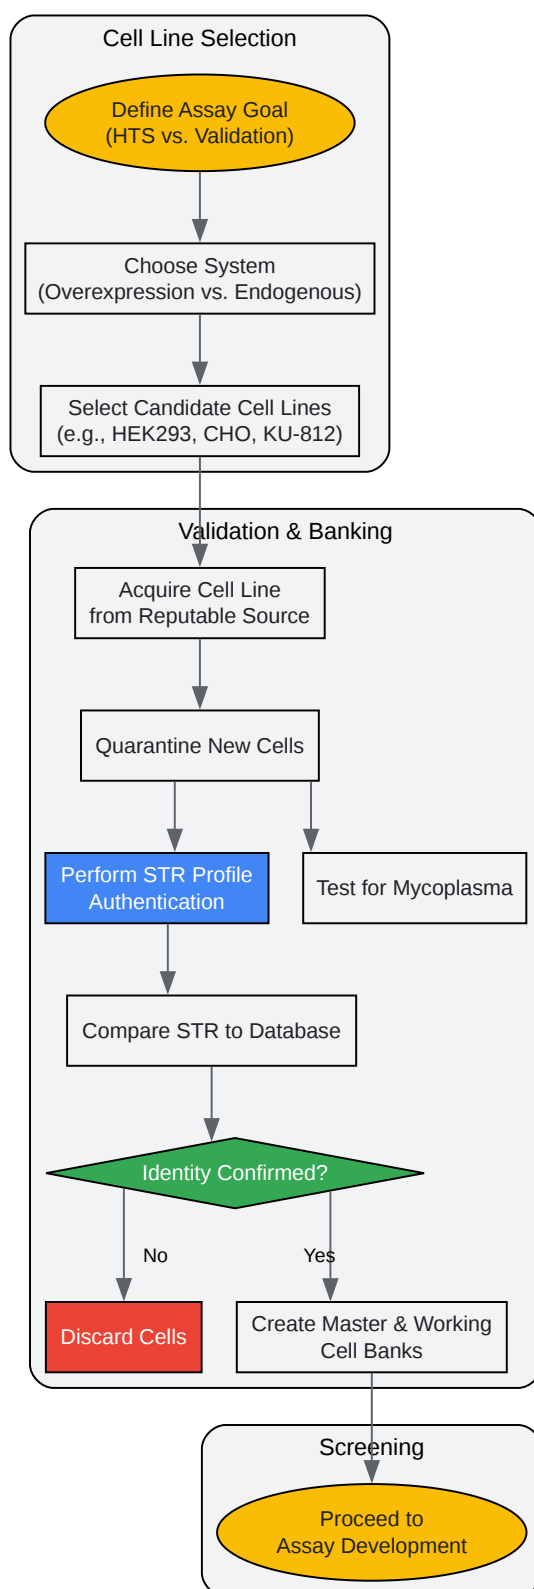 Cell Line Selection
Define Assay Goal
(HTS vs. Validation)
Choose System
(Overexpression vs. Endogenous)
Select Candidate Cell Lines
(e.g., HEK293, CHO, KU-812)
Validation & Banking
Acquire Cell Line
from Reputable Source
Quarantine New Cells
Perform STR Profile
Authentication
Test for Mycoplasma
Compare STR to Database
Identity Confirmed?
No
Yes
Discard Cells
Create Master & Working
Cell Banks
Screening
Proceed to
Assay Development